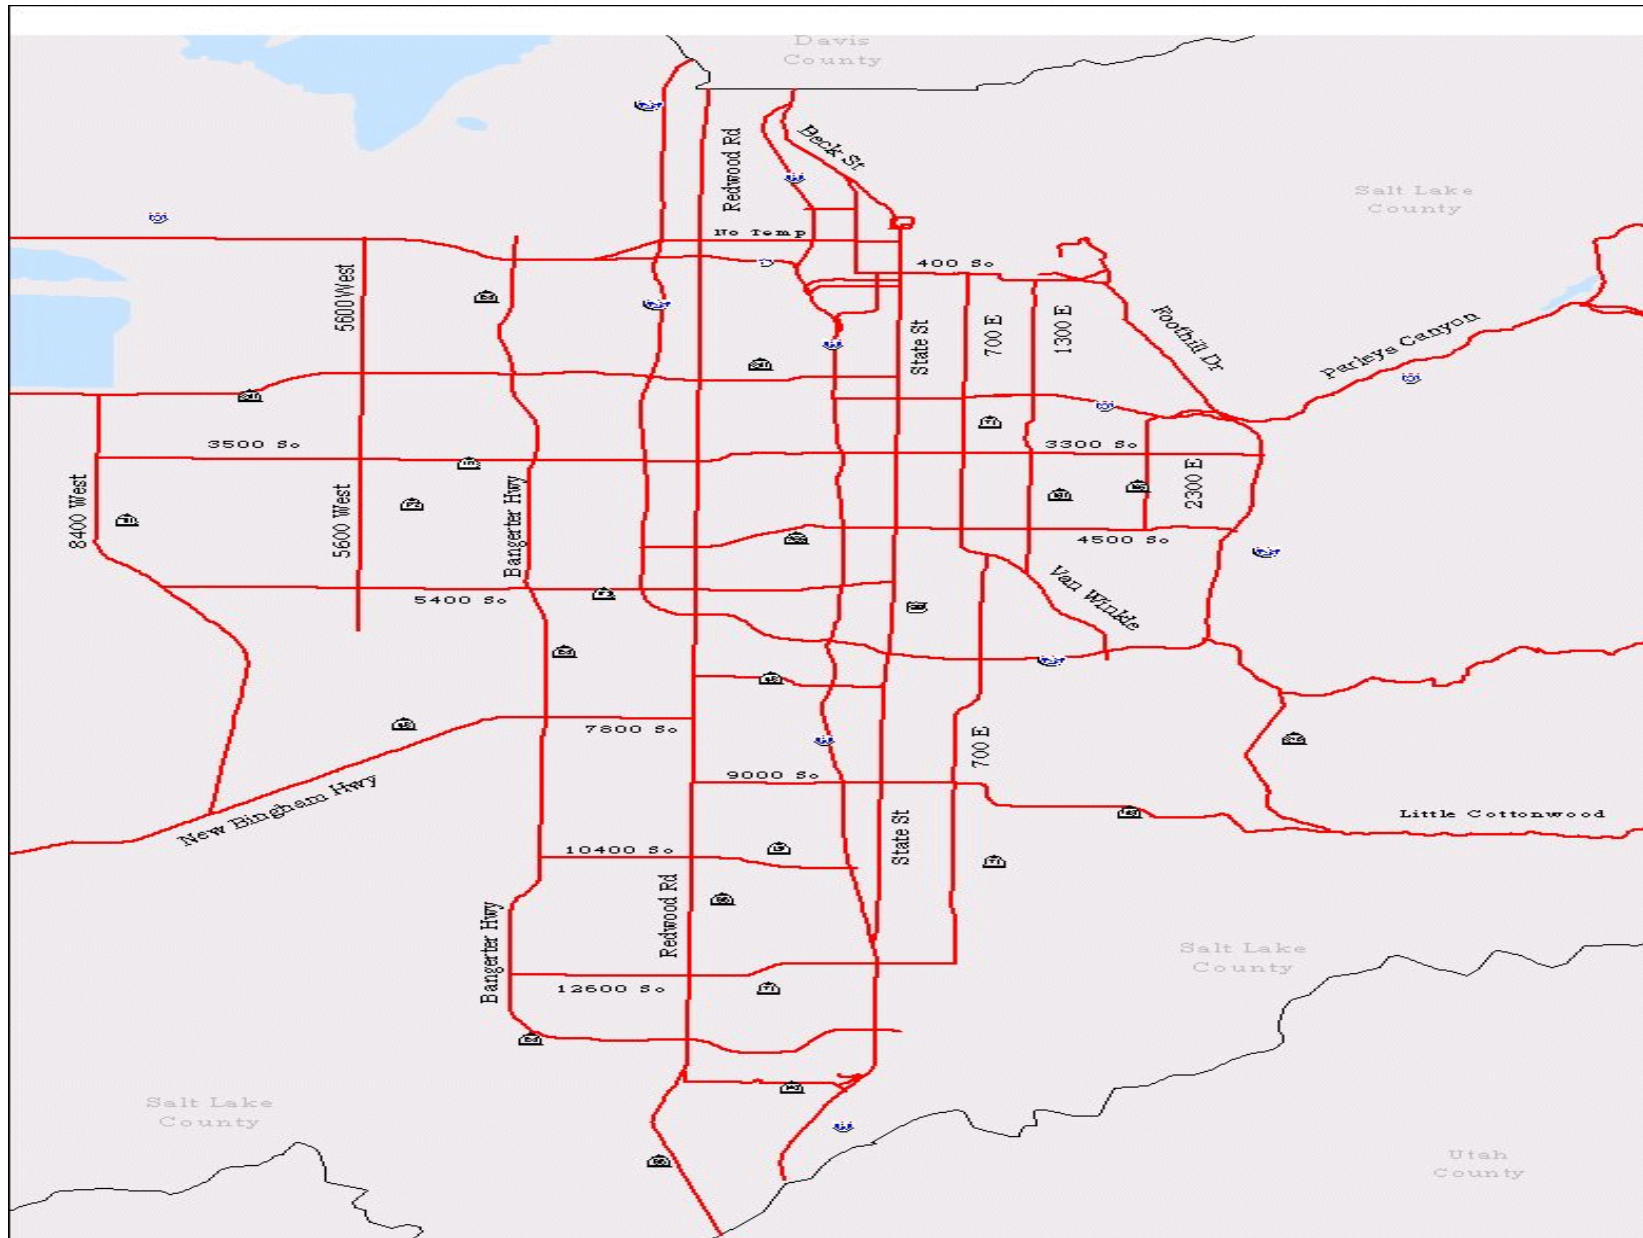 Davis
County
Redwood Rd
Beck St
Salt Lake
County
No Temp
400 So
5600 West
State St
700 E
1300 E
Foothill Dr
Parleys Canyon
3500 So
3300 So
8400 West
5600 West
Bangerter Hwy
2300 E
4500 So
5400 So
Van Winkle
7800 So
700 E
9000 So
New Bingham Hwy
Little Cottonwood
State St
10400 So
Redwood Rd
Bangerter Hwy
Salt Lake
County
12600 So
Salt Lake
County
Utah
County